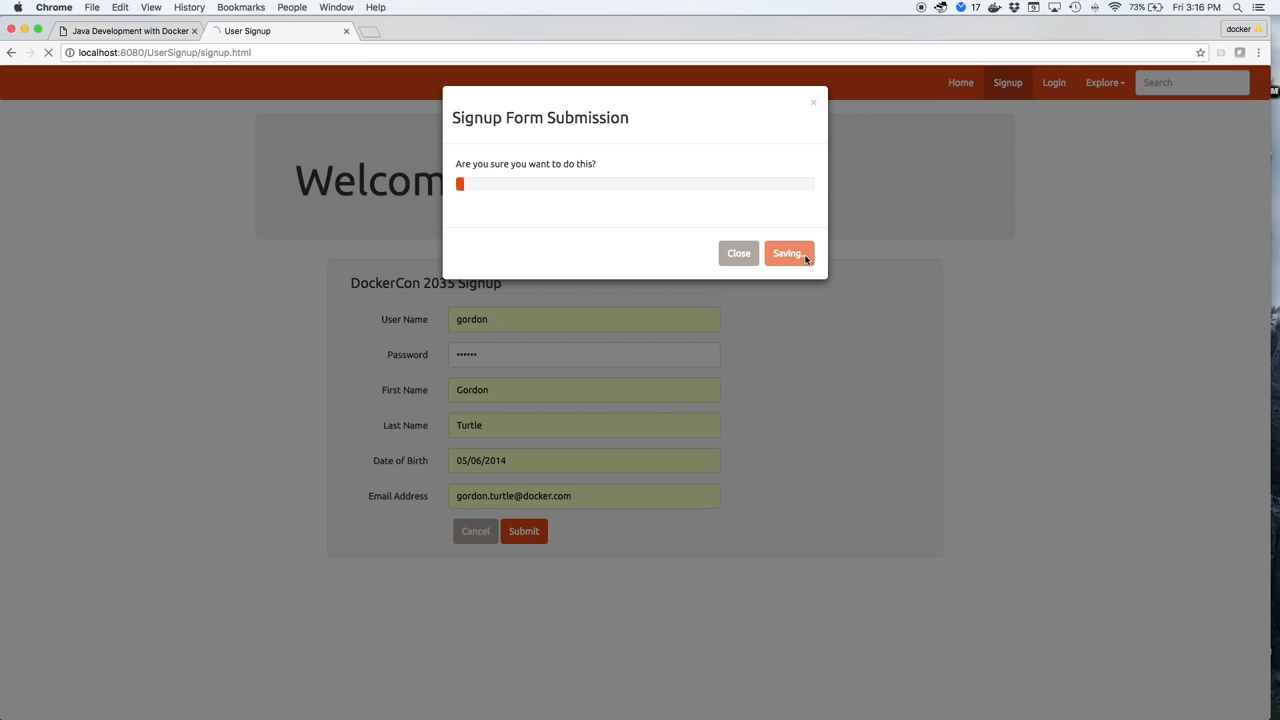 Chrome File Edit View History Bookmarks People Window Help 17 9 73% Fri 3:16 PM
Java Development with Docker User Signup docker
localhost:8080/UserSignup/signup.html
Home Signup Login Explore Search
Signup Form Submission
Are you sure you want to do this?
Welcom
Close Saving..
DockerCon 2035 Signup
User Name gordon
Password ••••••
First Name Gordon
Last Name Turtle
Date of Birth 05/06/2014
Email Address gordon.turtle@docker.com
Cancel Submit